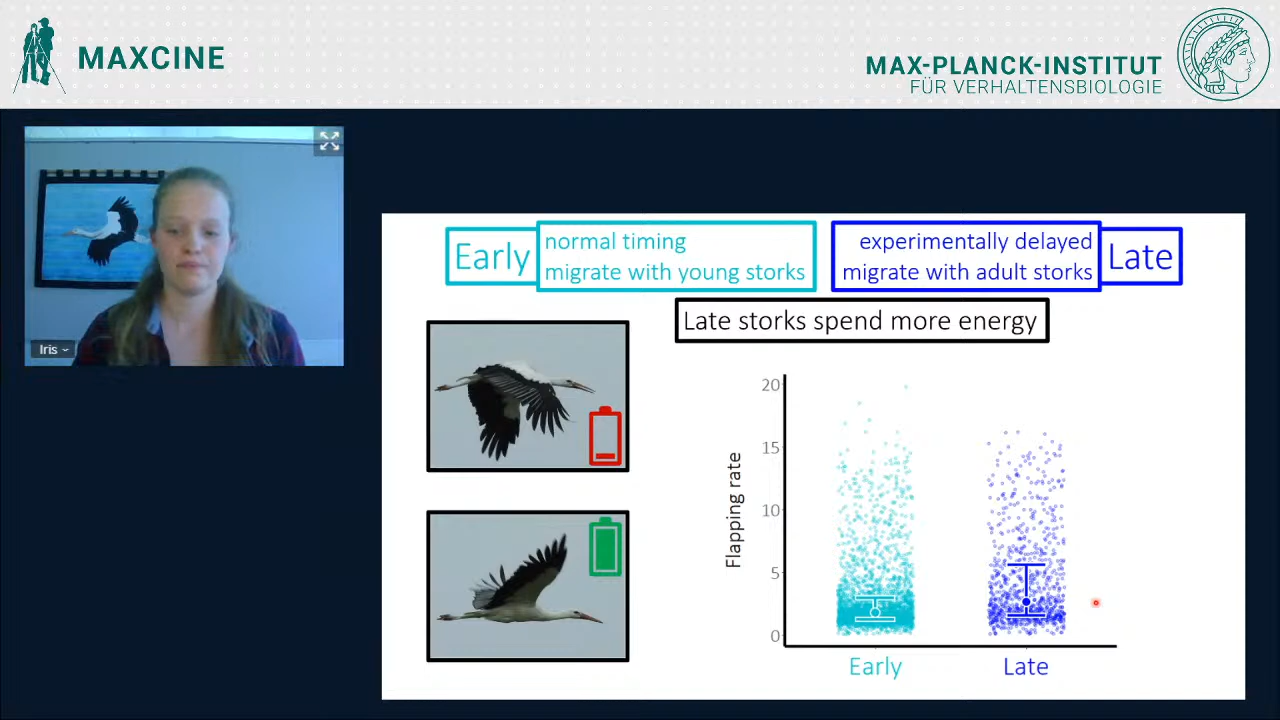 MAXCINE
MAX-PLANCK-INSTITUT
FÜR VERHALTENSBIOLOGIE
Iris
Early
normal timing
migrate with young storks
experimentally delayed
migrate with adult storks
Late
Late storks spend more energy
Flapping rate
20
15
10
5
0
Early
Late